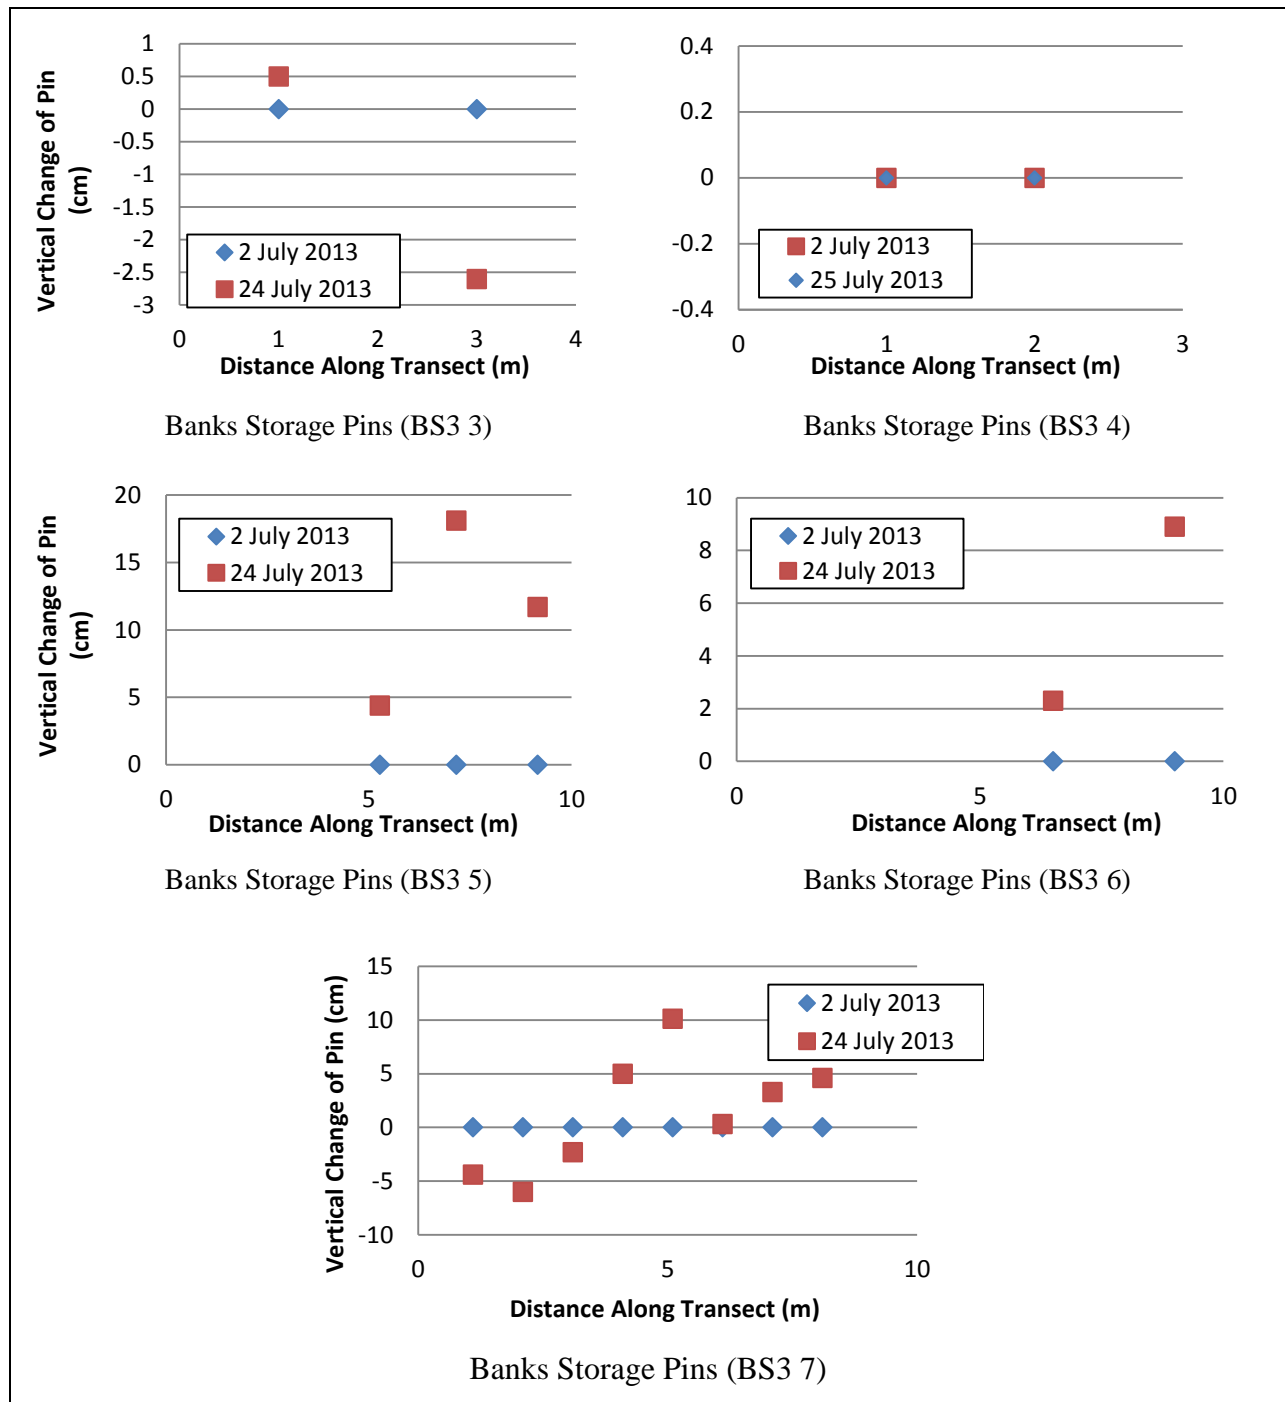 1
0.5
0
-0.5
-1
-1.5
-2
-2.5
-3
Vertical Change of Pin
(cm)
2 July 2013
24 July 2013
0 1 2 3 4
Distance Along Transect (m)
Banks Storage Pins (BS3 3)
0.4
0.2
0
-0.2
-0.4
2 July 2013
25 July 2013
0 1 2 3
Distance Along Transect (m)
Banks Storage Pins (BS3 4)
20
15
10
5
0
Vertical Change of Pin
(cm)
2 July 2013
24 July 2013
0 5 10
Distance Along Transect (m)
Banks Storage Pins (BS3 5)
10
8
6
4
2
0
2 July 2013
24 July 2013
0 5 10
Distance Along Transect (m)
Banks Storage Pins (BS3 6)
15
10
5
0
-5
-10
Vertical Change of Pin (cm)
2 July 2013
24 July 2013
0 5 10
Distance Along Transect (m)
Banks Storage Pins (BS3 7)